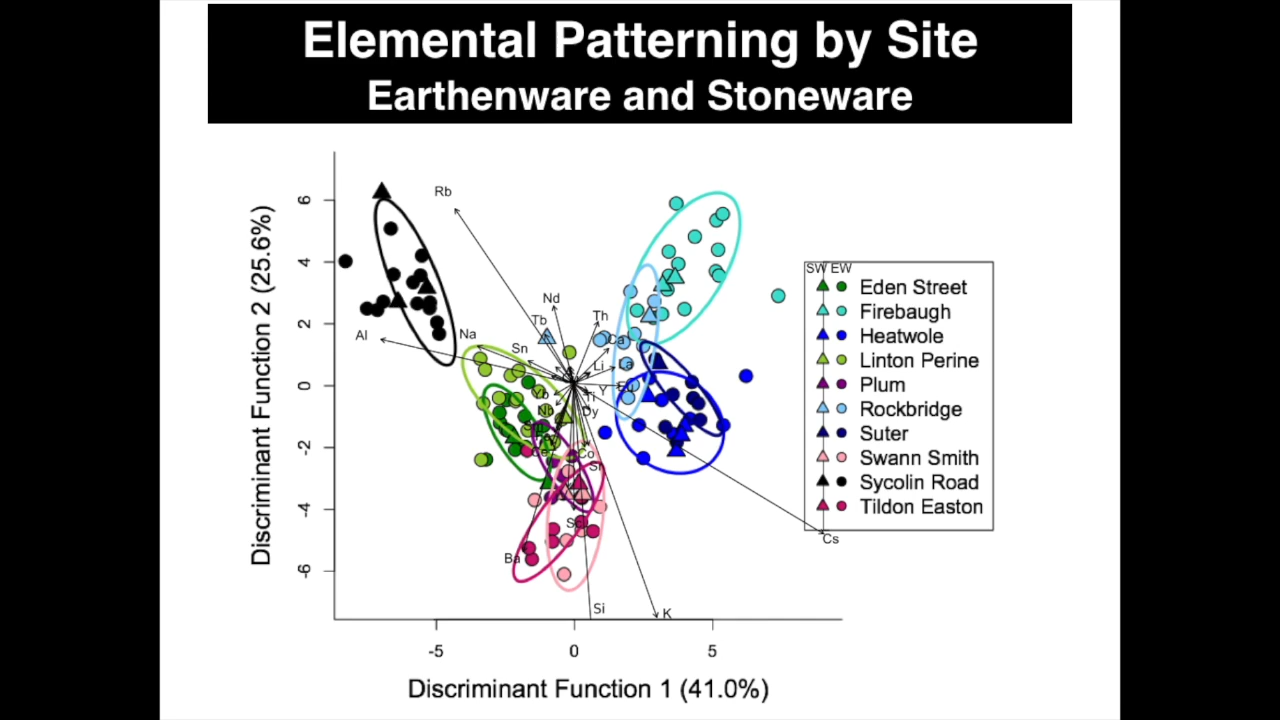 Elemental Patterning by Site
Earthenware and Stoneware
Discriminant Function 2 (25.6%)
6
4
2
0
-2
-4
-6
Rb
Nd
Tb
Th
Al
Na
Sn
Ca
Li
La
Eu
Y
Yb
Ti
Nb
Dy
Co
Sr
Ba
Si
K
Cs
SW EW
Eden Street
Firebaugh
Heatwole
Linton Perine
Plum
Rockbridge
Suter
Swann Smith
Sycolin Road
Tildon Easton
-5
0
5
Discriminant Function 1 (41.0%)